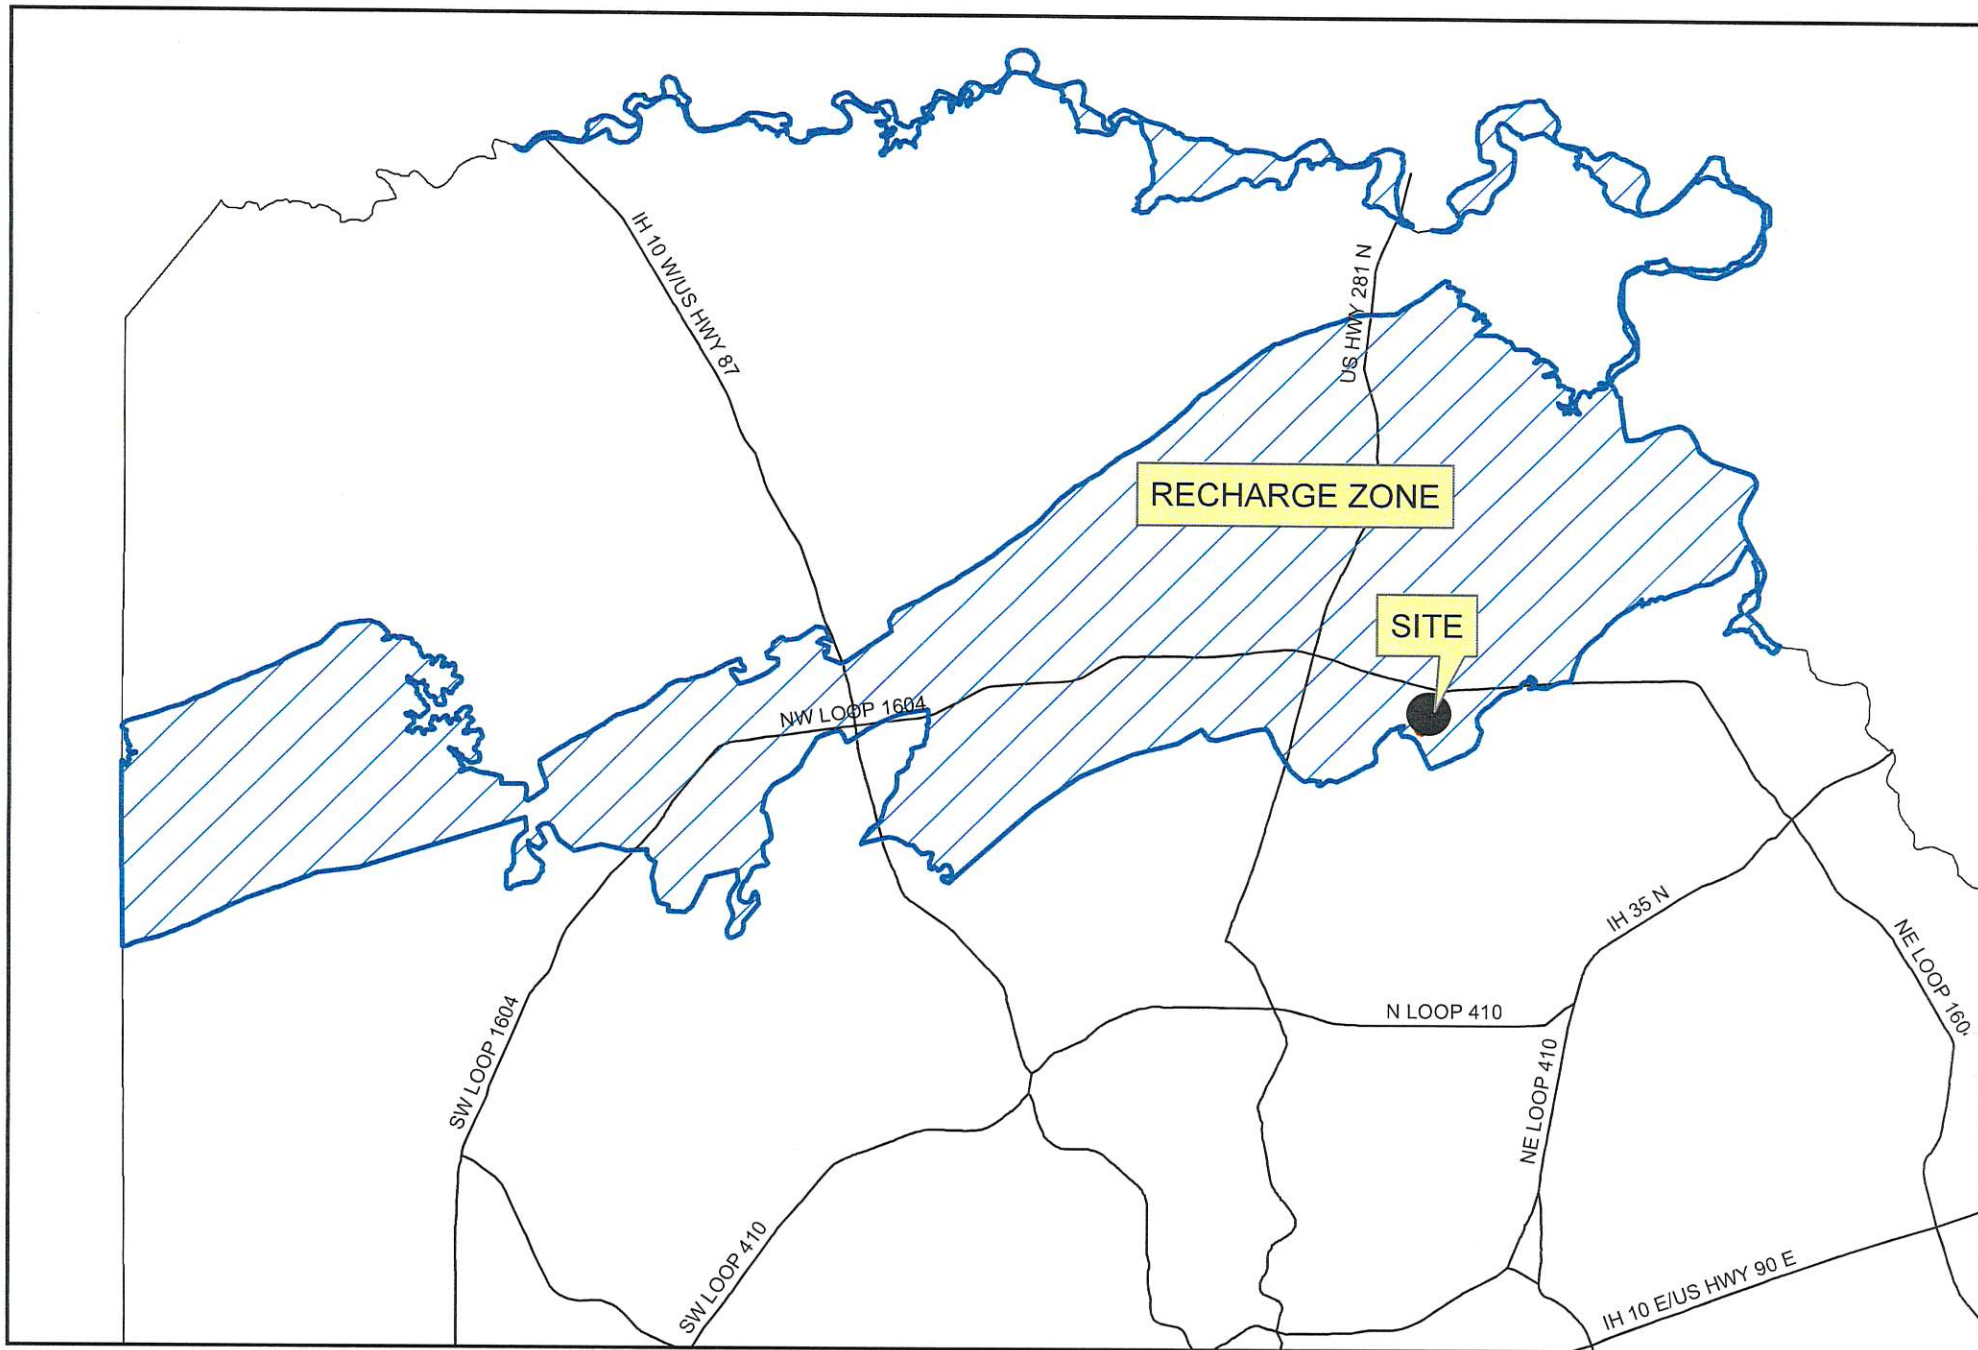 IH 10 W/US HWY 87
US HWY 281 N
RECHARGE ZONE
SITE
NW LOOP 1604
IH 35 N
NE LOOP 160
N LOOP 410
SW LOOP 1604
NE LOOP 410
SW LOOP 410
IH 10 E/US HWY 90 E